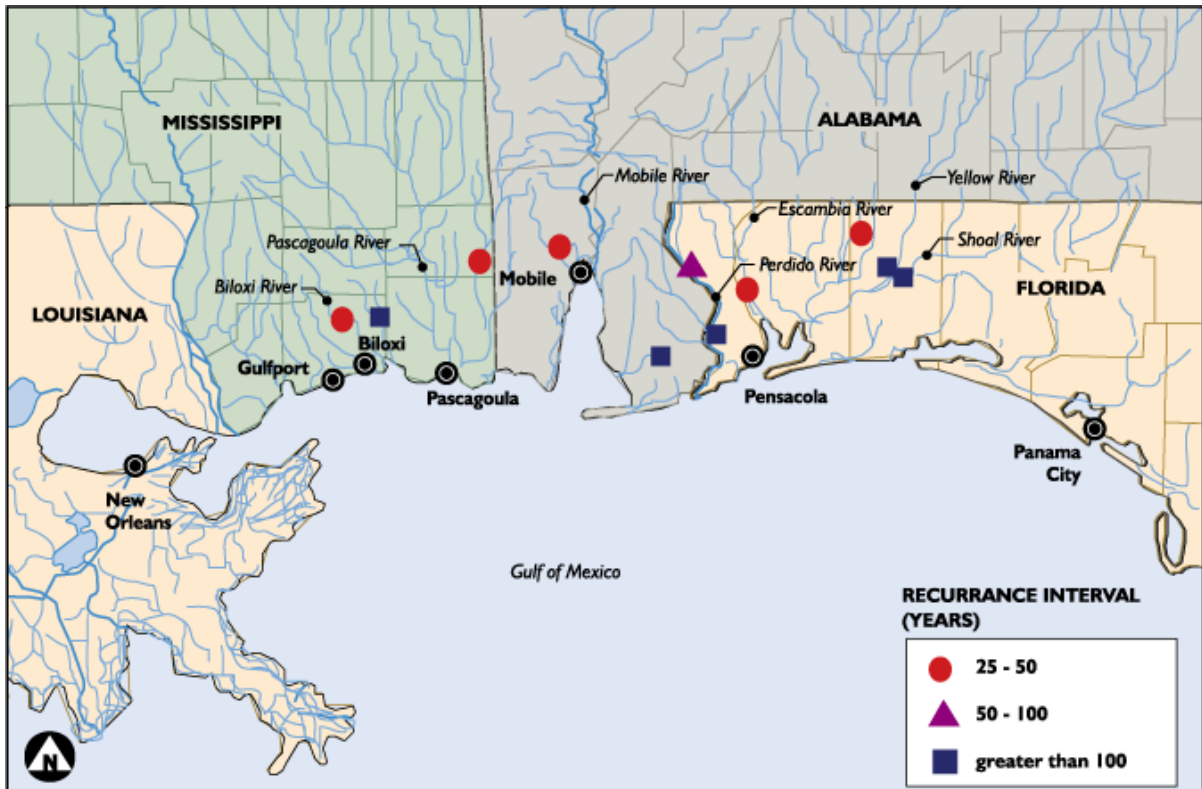 MISSISSIPPI
ALABAMA
Mobile River
Yellow River
Escambia River
Pascagoula River
Shoal River
Mobile
Perdido River
Biloxi River
FLORIDA
LOUISIANA
Biloxi
Gulfport
Pascagoula
Pensacola
Panama
City
New
Orleans
Gulf of Mexico
RECURRANCE INTERVAL
(YEARS)
25 - 50
50 - 100
greater than 100
N